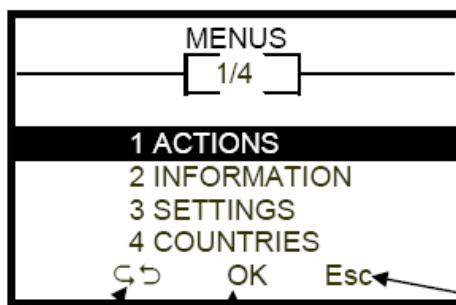 MENUS
1/4
1 ACTIONS
2 INFORMATION
3 SETTINGS
4 COUNTRIES
OK Esc